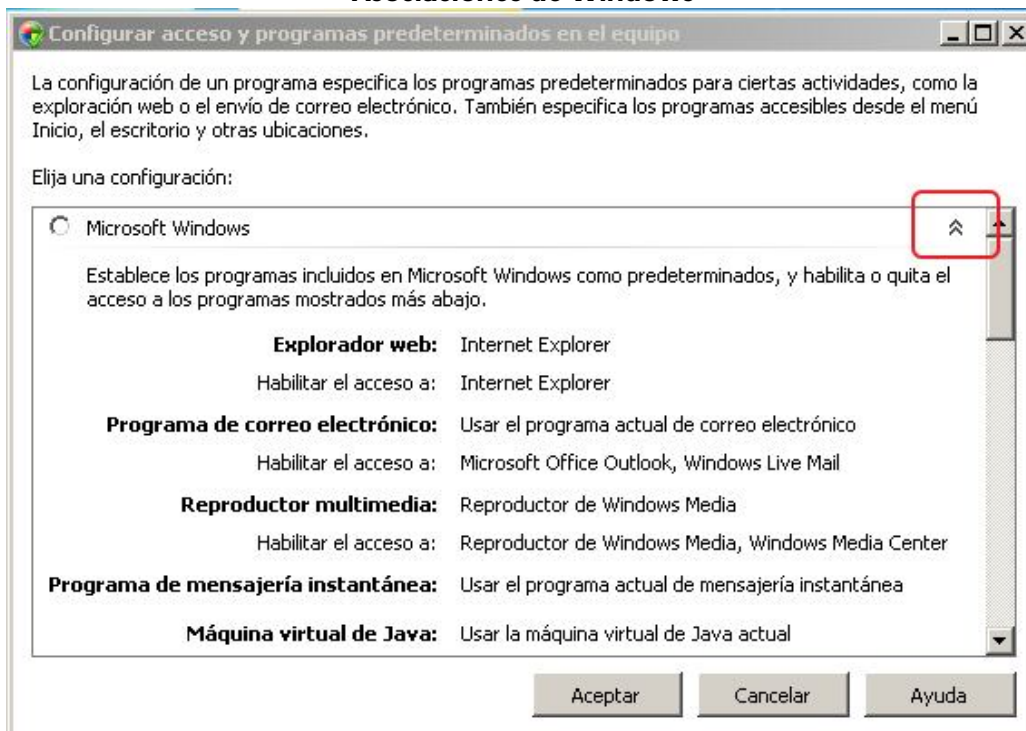 Asociaciones de Windows
Configurar acceso y programas predeterminados en el equipo
La configuración de un programa especifica los programas predeterminados para ciertas actividades, como la
exploración web o el envío de correo electrónico. También especifica los programas accesibles desde el menú
Inicio, el escritorio y otras ubicaciones.
Elija una configuración:
Microsoft Windows
Establece los programas incluidos en Microsoft Windows como predeterminados, y habilita o quita el
acceso a los programas mostrados más abajo.
Explorador web: Internet Explorer
Habilitar el acceso a: Internet Explorer
Programa de correo electrónico: Usar el programa actual de correo electrónico
Habilitar el acceso a: Microsoft Office Outlook, Windows Live Mail
Reproductor multimedia: Reproductor de Windows Media
Habilitar el acceso a: Reproductor de Windows Media, Windows Media Center
Programa de mensajería instantánea: Usar el programa actual de mensajería instantánea
Máquina virtual de Java: Usar la máquina virtual de Java actual
Aceptar Cancelar Ayuda